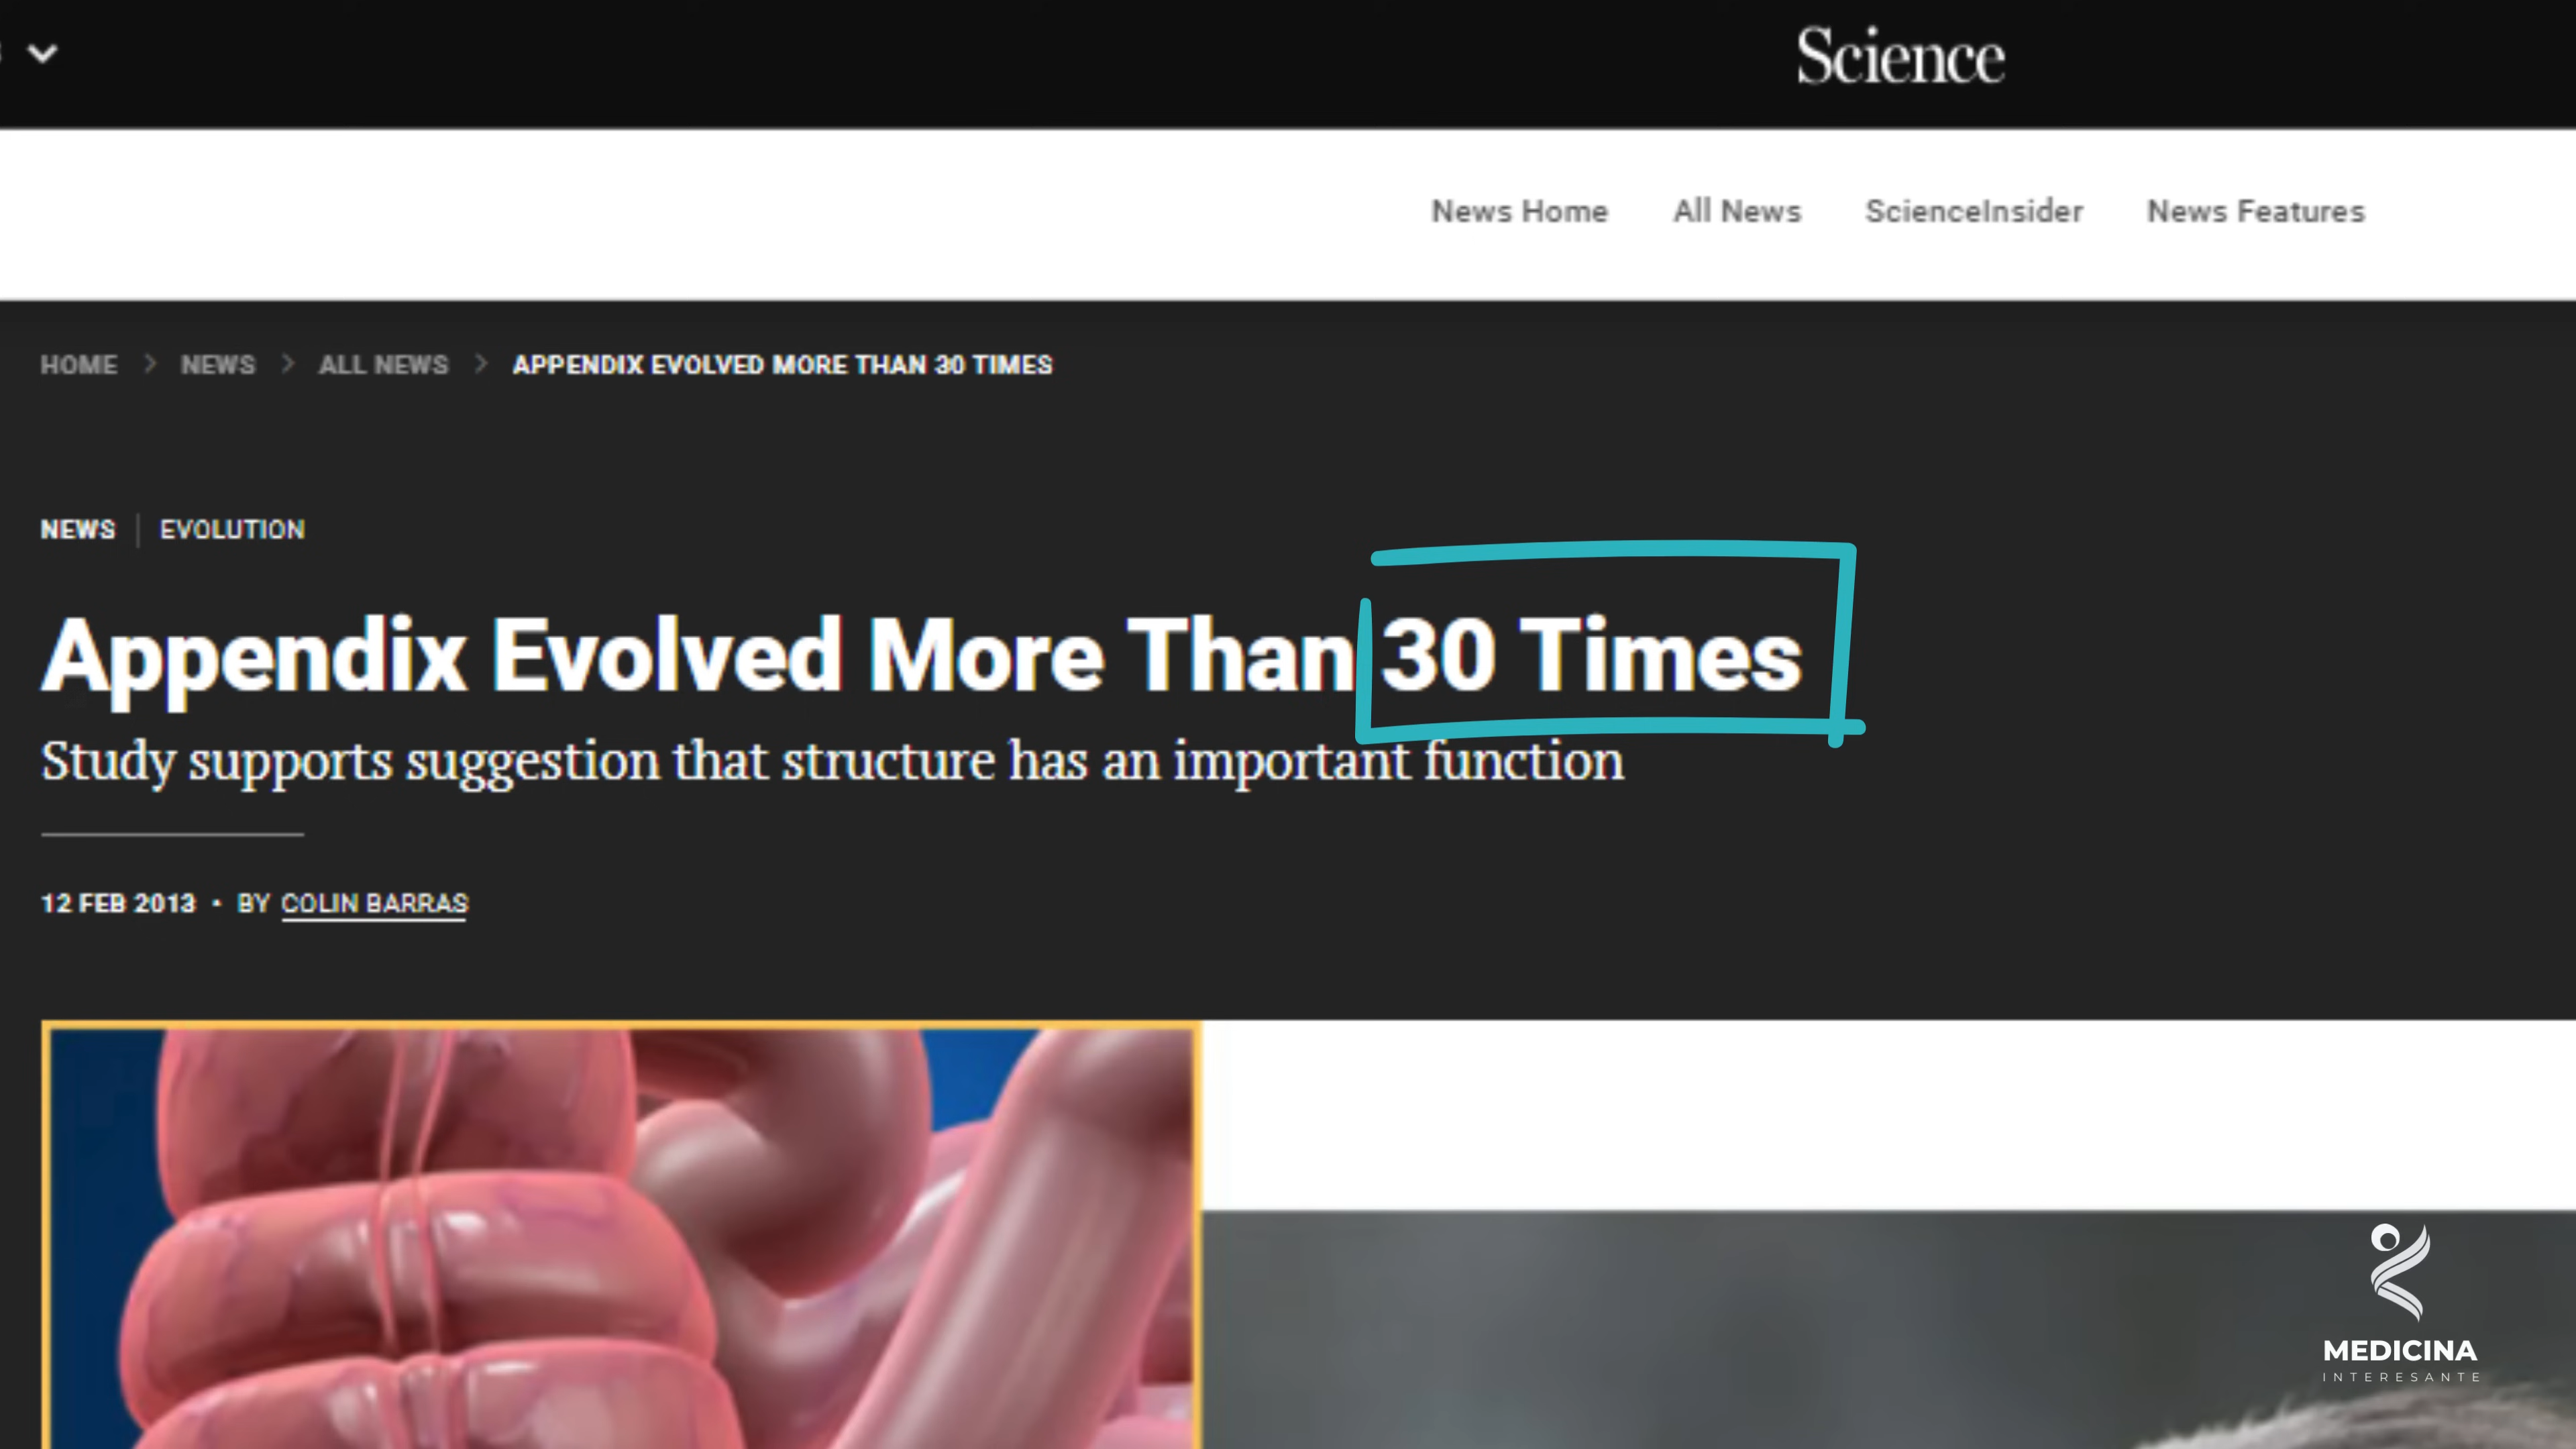 Science
News Home All News ScienceInsider News Features
HOME > NEWS > ALL NEWS > APPENDIX EVOLVED MORE THAN 30 TIMES
NEWS | EVOLUTION
Appendix Evolved More Than 30 Times
Study supports suggestion that structure has an important function
12 FEB 2013 • BY COLIN BARRAS
MEDICINA
INTERESANTE